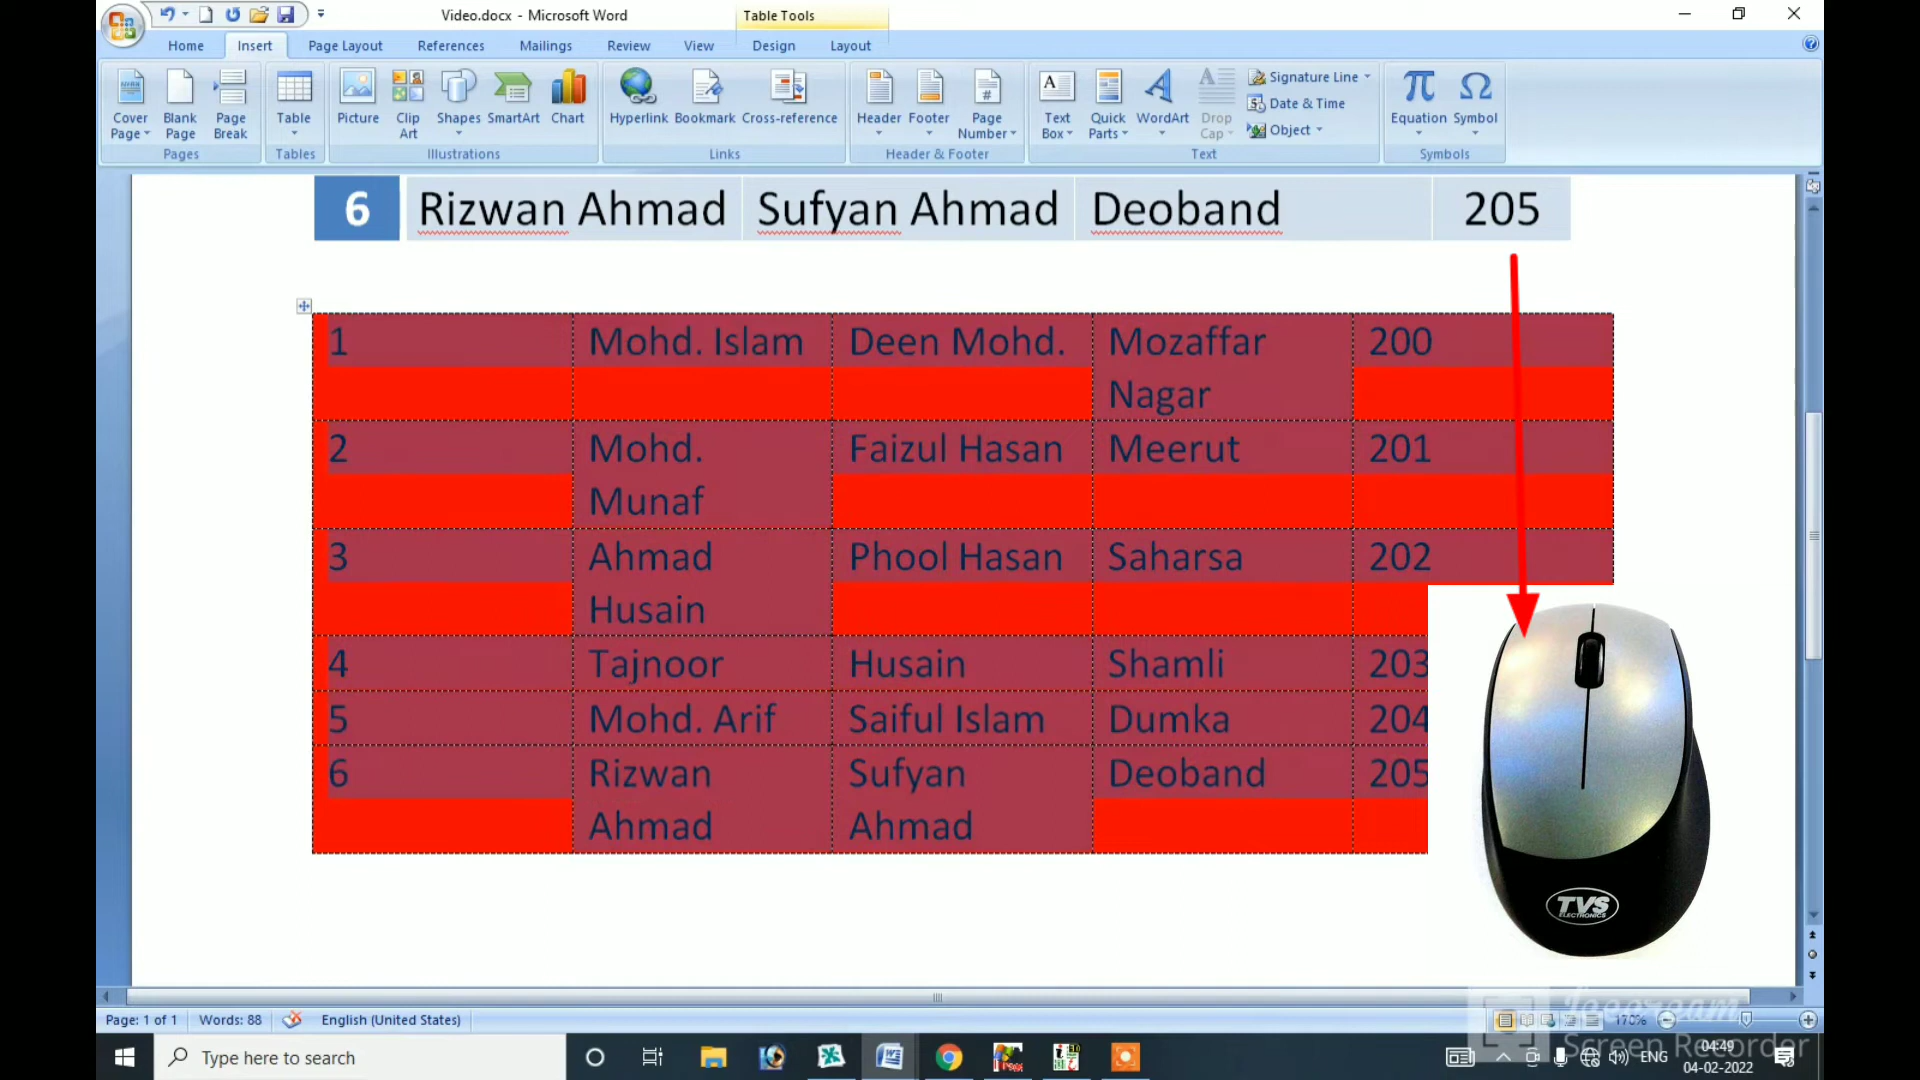 Video.docx - Microsoft Word
Table Tools
Home Insert Page Layout References Mailings Review View Design Layout
Cover Page
Blank Page
Page Break
Table
Picture
Clip Art
Shapes
SmartArt
Chart
Hyperlink
Bookmark
Cross-reference
Header
Footer
Page Number
Text Box
Quick Parts
WordArt
Drop Cap
Signature Line
Date & Time
Object
Equation
Symbol
Pages Tables Illustrations Links Header & Footer Text Symbols
6 Rizwan Ahmad Sufyan Ahmad Deoband 205
1 Mohd. Islam Deen Mohd. Mozaffar Nagar 200
2 Mohd. Munaf Faizul Hasan Meerut 201
3 Ahmad Husain Phool Hasan Saharsa 202
4 Tajnoor Husain Shamli 203
5 Mohd. Arif Saiful Islam Dumka 204
6 Rizwan Ahmad Sufyan Ahmad Deoband 205
TVS
ELECTRONICS
Page: 1 of 1 Words: 88 English (United States) 170%
Icecream
Screen Recorder
Type here to search
ENG
04:49
04-02-2022